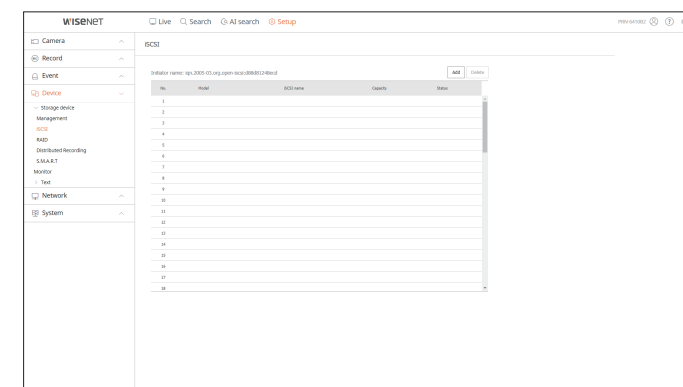 WISENET
Live Search AI search Setup
Camera
Record
Event
Device
Storage device
Management
iSCSI
RAID
Distributed Recording
S.M.A.R.T
Monitor
Text
Network
System
iSCSI
Initiator name:
Add Delete
No. Model iSCSI name Capacity Status
1
2
3
4
5
6
7
8
9
10
11
12
13
14
15
16
17
18